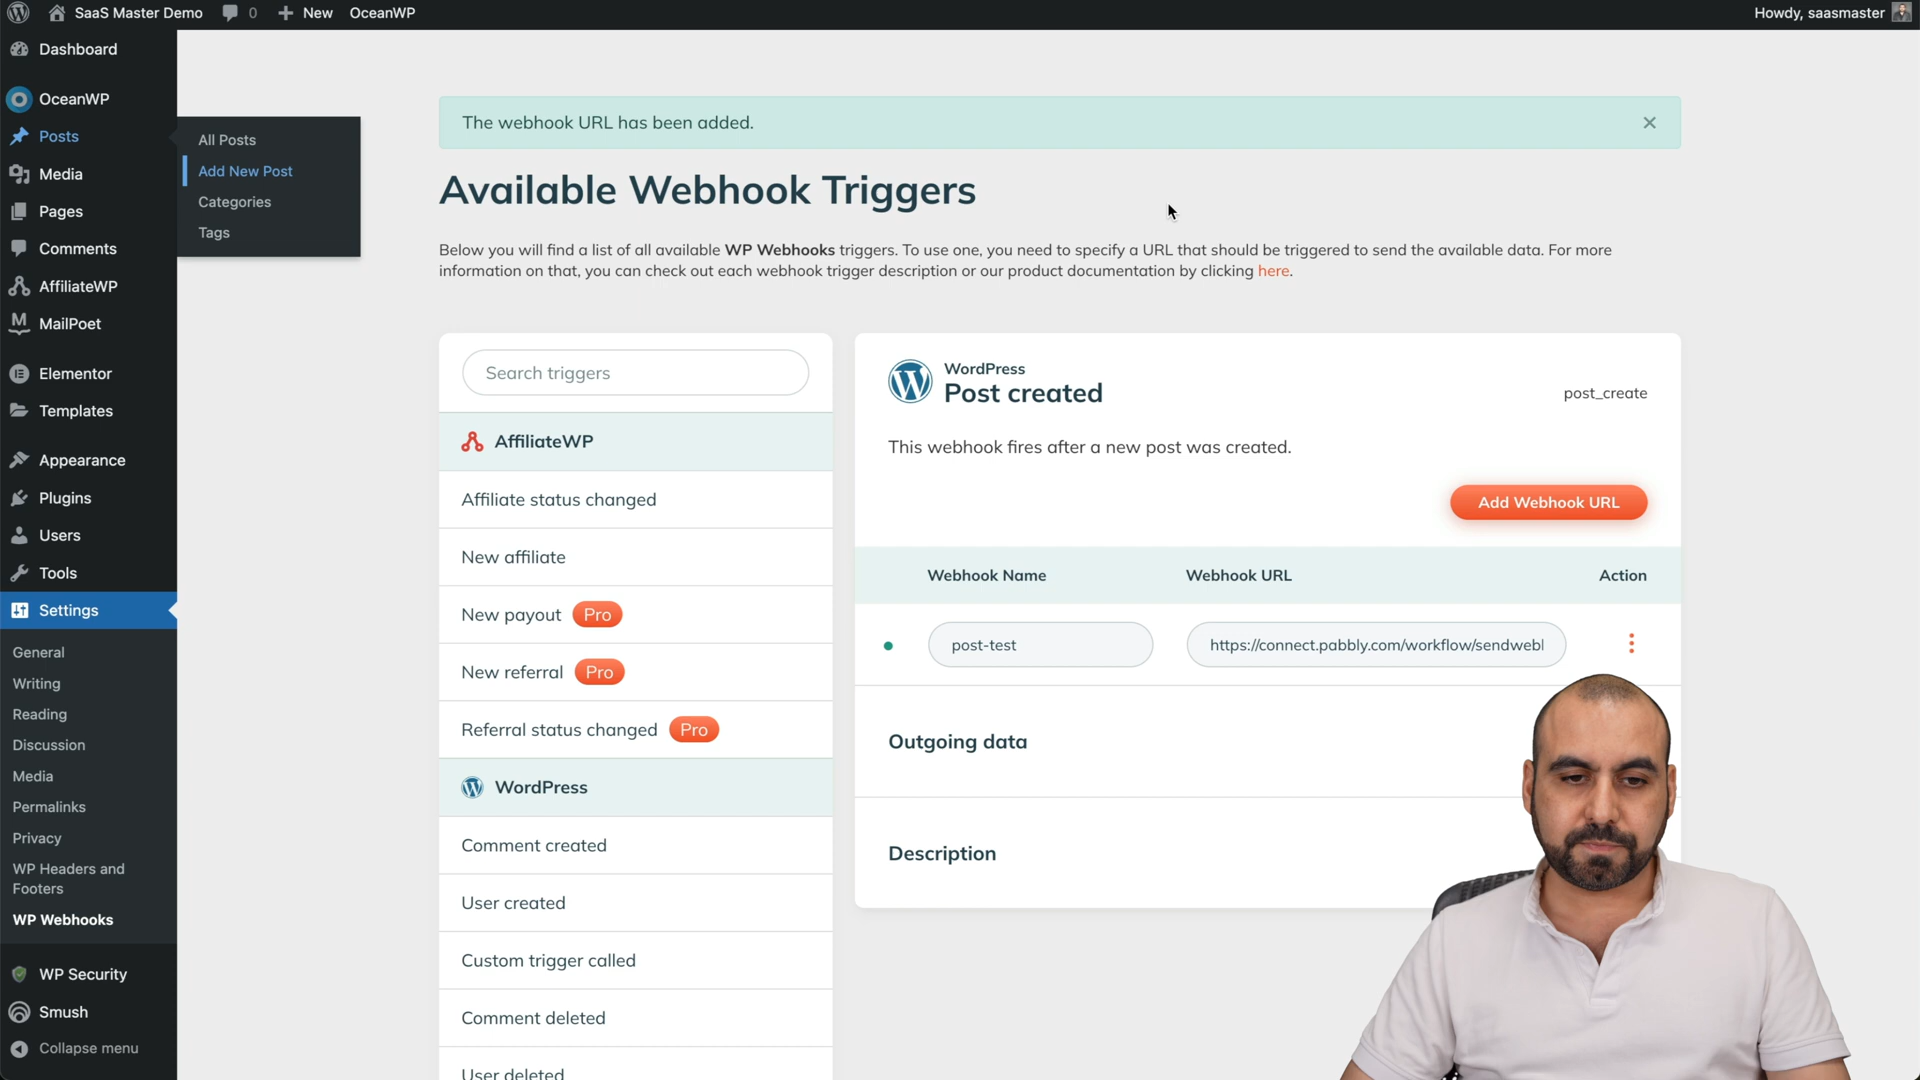 SaaS Master Demo
0
New
OceanWP
Howdy, saasmaster
Dashboard
OceanWP
Posts
Media
Pages
Comments
AffiliateWP
MailPoet
Elementor
Templates
Appearance
Plugins
Users
Tools
Settings
General
Writing
Reading
Discussion
Media
Permalinks
Privacy
WP Headers and
Footers
WP Webhooks
WP Security
Smush
Collapse menu
All Posts
Add New Post
Categories
Tags
The webhook URL has been added.
Available Webhook Triggers
Below you will find a list of all available WP Webhooks triggers. To use one, you need to specify a URL that should be triggered to send the available data. For more
information on that, you can check out each webhook trigger description or our product documentation by clicking here.
Search triggers
AffiliateWP
Affiliate status changed
New affiliate
New payout Pro
New referral Pro
Referral status changed Pro
WordPress
Comment created
User created
Custom trigger called
Comment deleted
User deleted
WordPress
Post created
post_create
This webhook fires after a new post was created.
Add Webhook URL
Webhook Name
Webhook URL
Action
post-test
https://connect.pabbly.com/workflow/sendwebl
Outgoing data
Description